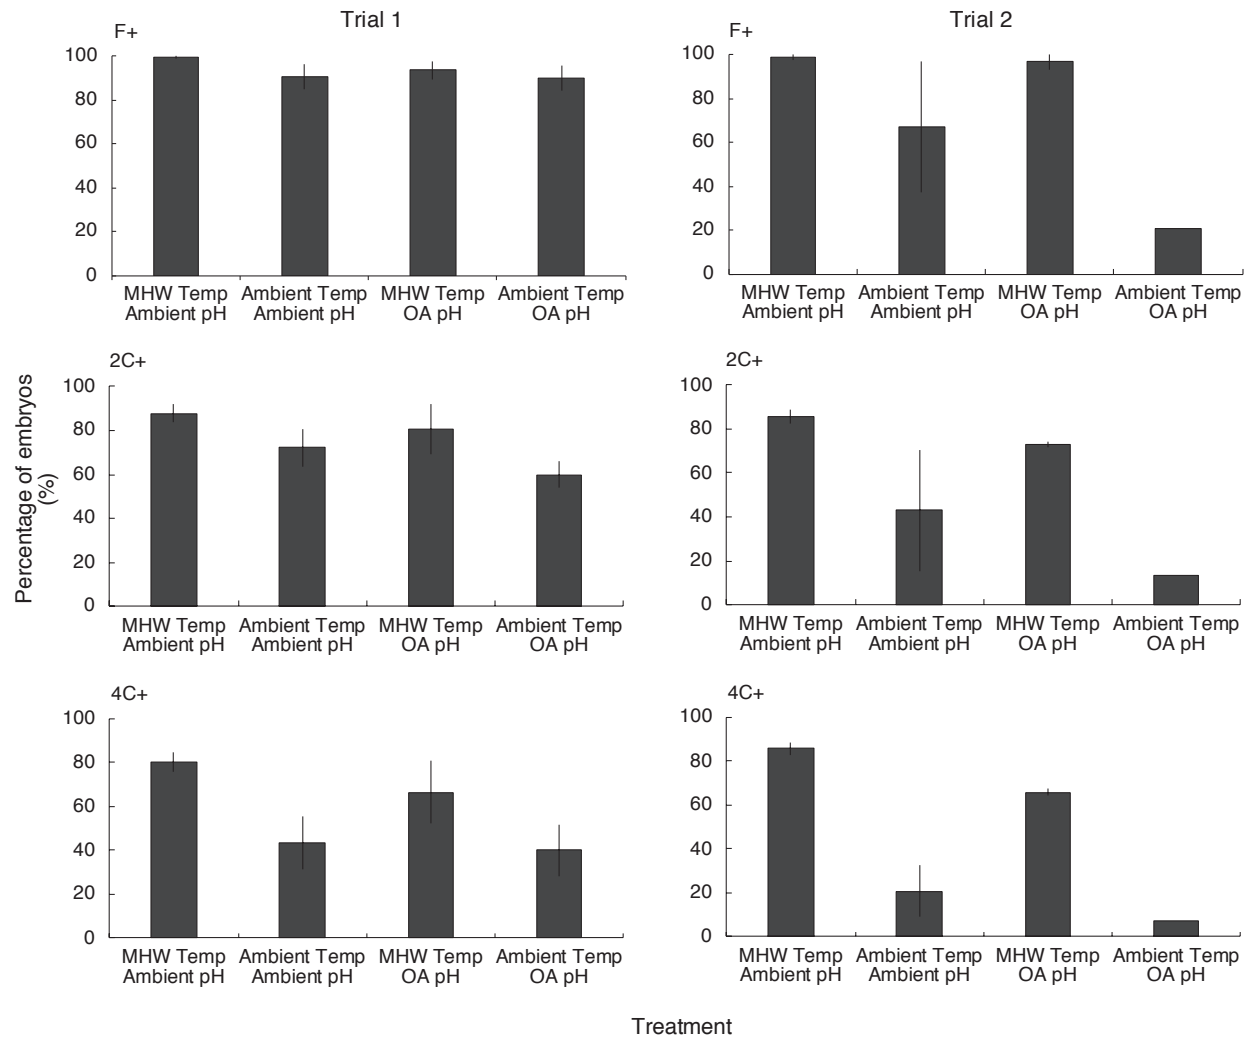 Trial 1
Trial 2
F+
100
80
60
40
20
0
MHW Temp Ambient Temp MHW Temp Ambient Temp
Ambient pH Ambient pH OA pH OA pH
F+
100
80
60
40
20
0
MHW Temp Ambient Temp MHW Temp Ambient Temp
Ambient pH Ambient pH OA pH OA pH
Percentage of embryos
(%)
2C+
100
80
60
40
20
0
MHW Temp Ambient Temp MHW Temp Ambient Temp
Ambient pH Ambient pH OA pH OA pH
2C+
100
80
60
40
20
0
MHW Temp Ambient Temp MHW Temp Ambient Temp
Ambient pH Ambient pH OA pH OA pH
4C+
100
80
60
40
20
0
MHW Temp Ambient Temp MHW Temp Ambient Temp
Ambient pH Ambient pH OA pH OA pH
4C+
100
80
60
40
20
0
MHW Temp Ambient Temp MHW Temp Ambient Temp
Ambient pH Ambient pH OA pH OA pH
Treatment